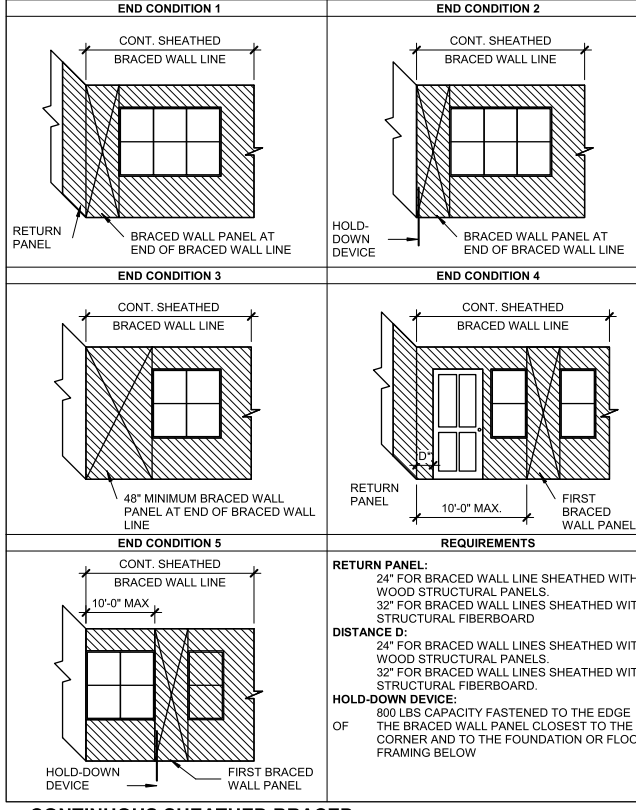 END CONDITION 1
CONT. SHEATHED
BRACED WALL LINE
RETURN
PANEL
BRACED WALL PANEL AT
END OF BRACED WALL LINE
END CONDITION 2
CONT. SHEATHED
BRACED WALL LINE
HOLD-
DOWN
DEVICE
BRACED WALL PANEL AT
END OF BRACED WALL LINE
END CONDITION 3
CONT. SHEATHED
BRACED WALL LINE
48" MINIMUM BRACED WALL
PANEL AT END OF BRACED WALL
LINE
END CONDITION 4
CONT. SHEATHED
BRACED WALL LINE
D*
RETURN
PANEL
10'-0" MAX.
FIRST
BRACED
WALL PANEL
END CONDITION 5
CONT. SHEATHED
BRACED WALL LINE
10'-0" MAX
HOLD-DOWN
DEVICE
FIRST BRACED
WALL PANEL
REQUIREMENTS
RETURN PANEL:
24" FOR BRACED WALL LINE SHEATHED WITH
WOOD STRUCTURAL PANELS.
32" FOR BRACED WALL LINES SHEATHED WIT
STRUCTURAL FIBERBOARD
DISTANCE D:
24" FOR BRACED WALL LINES SHEATHED WIT
WOOD STRUCTURAL PANELS.
32" FOR BRACED WALL LINES SHEATHED WIT
STRUCTURAL FIBERBOARD.
HOLD-DOWN DEVICE:
800 LBS CAPACITY FASTENED TO THE EDGE
OF THE BRACED WALL PANEL CLOSEST TO THE
CORNER AND TO THE FOUNDATION OR FLOO
FRAMING BELOW